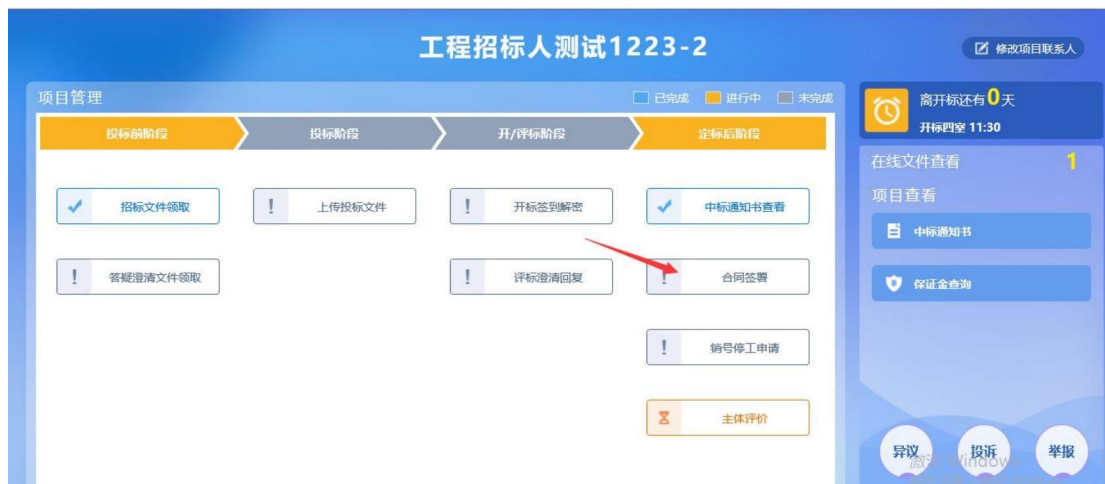 工程招标人测试1223-2
修改项目联系人
项目管理
已完成 进行中 未完成
投标前阶段 投标阶段 开/评标阶段 定标后阶段
招标文件领取 上传投标文件 开标签到解密 中标通知书查看
答疑澄清文件领取 评标澄清回复 合同签署
销号停工申请
主体评价
离开标还有0天
开标四室 11:30
在线文件查看 1
项目查看
中标通知书
保证金查询
异议 投诉 举报
激活 Windows